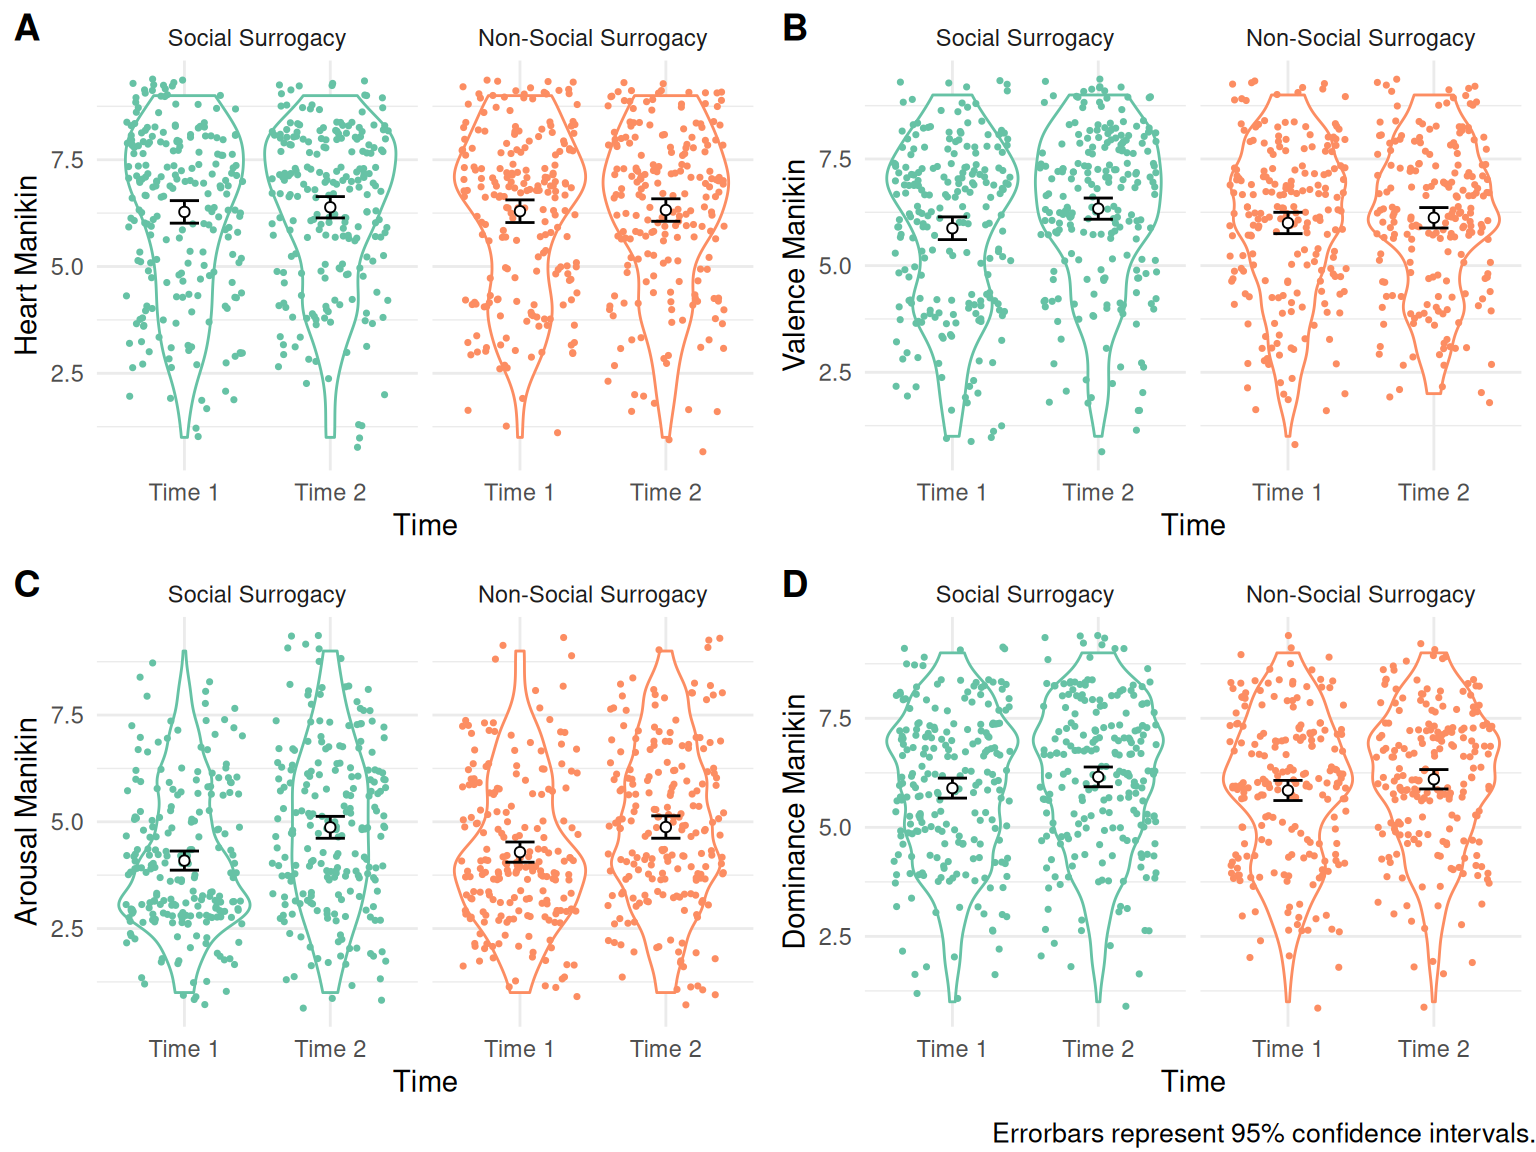 A
Social Surrogacy
Non-Social Surrogacy
Heart Manikin
7.5
5.0
2.5
Time 1
Time 2
Time 1
Time 2
Time
B
Social Surrogacy
Non-Social Surrogacy
Valence Manikin
7.5
5.0
2.5
Time 1
Time 2
Time 1
Time 2
Time
C
Social Surrogacy
Non-Social Surrogacy
Arousal Manikin
7.5
5.0
2.5
Time 1
Time 2
Time 1
Time 2
Time
D
Social Surrogacy
Non-Social Surrogacy
Dominance Manikin
7.5
5.0
2.5
Time 1
Time 2
Time 1
Time 2
Time
Errorbars represent 95% confidence intervals.